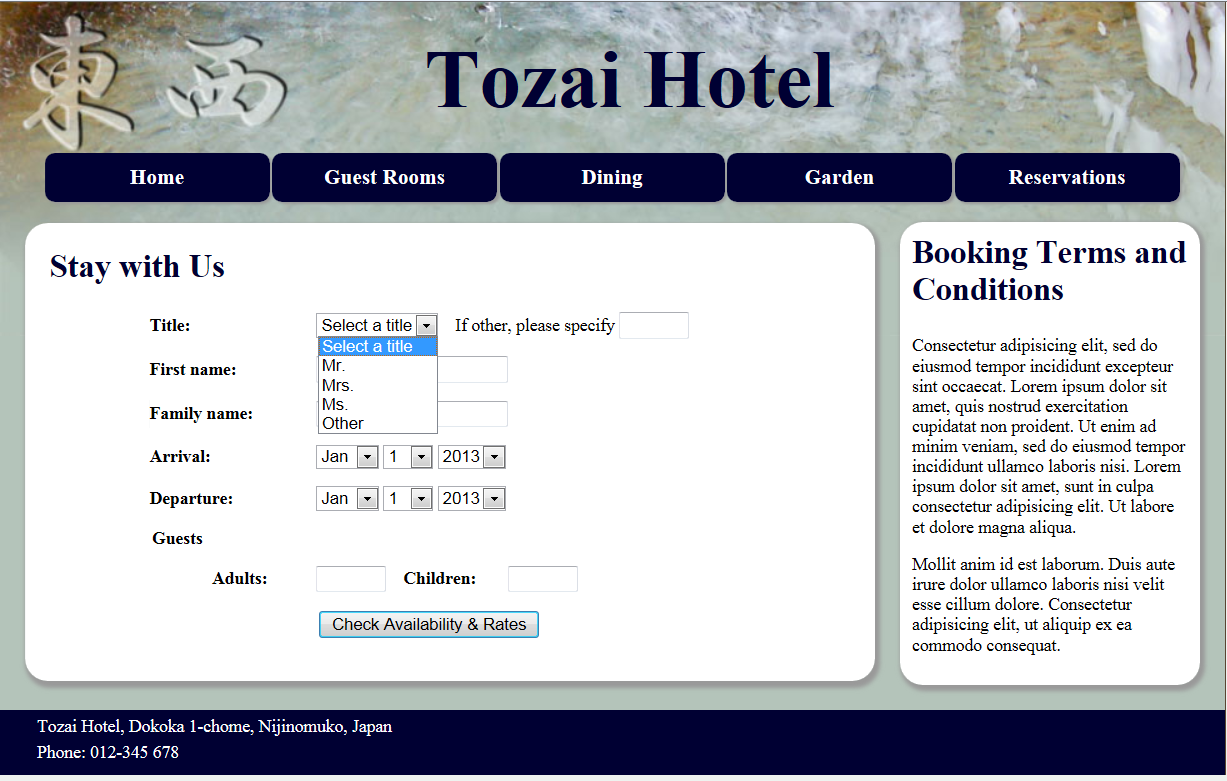 東西
Tozai Hotel
Home Guest Rooms Dining Garden Reservations
Stay with Us
Title: Select a title If other, please specify
Select a title
Mr.
Mrs.
Ms.
Other
First name:
Family name:
Arrival: Jan 1 2013
Departure: Jan 1 2013
Guests
Adults: Children:
Check Availability & Rates
Booking Terms and
Conditions
Consectetur adipisicing elit, sed do
eiusmod tempor incididunt excepteur
sint occaecat. Lorem ipsum dolor sit
amet, quis nostrud exercitation
cupidatat non proident. Ut enim ad
minim veniam, sed do eiusmod tempor
incididunt ullamco laboris nisi. Lorem
ipsum dolor sit amet, sunt in culpa
consectetur adipisicing elit. Ut labore
et dolore magna aliqua.
Mollit anim id est laborum. Duis aute
irure dolor ullamco laboris nisi velit
esse cillum dolore. Consectetur
adipisicing elit, ut aliquip ex ea
commodo consequat.
Tozai Hotel, Dokoka 1-chome, Nijinomuko, Japan
Phone: 012-345 678